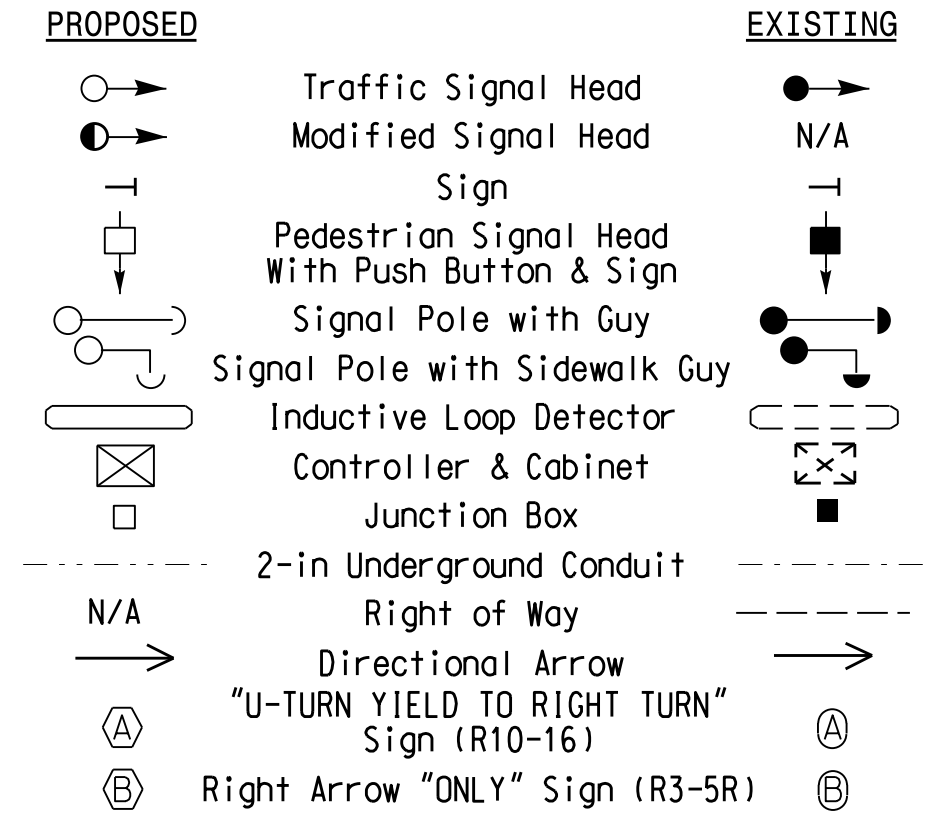 PROPOSED EXISTING
Traffic Signal Head
Modified Signal Head N/A
Sign
Pedestrian Signal Head
With Push Button & Sign
Signal Pole with Guy
Signal Pole with Sidewalk Guy
Inductive Loop Detector
Controller & Cabinet
Junction Box
2-in Underground Conduit
N/A Right of Way
Directional Arrow
"U-TURN YIELD TO RIGHT TURN"
A Sign (R10-16) A
B Right Arrow "ONLY" Sign (R3-5R) B